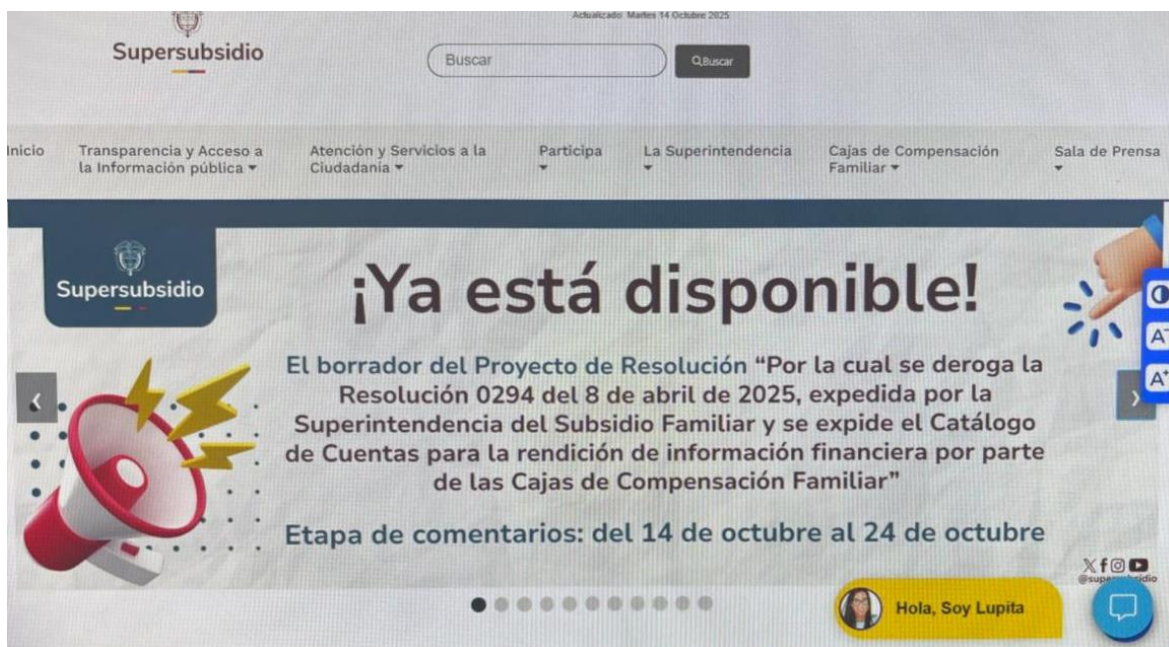 Actualizado Martes 14 Octubre 2025
Supersubsidio
Buscar
Buscar
Inicio
Transparencia y Acceso a
la Información pública
Atención y Servicios a la
Ciudadanía
Participa
La Superintendencia
Cajas de Compensación
Familiar
Sala de Prensa
Supersubsidio
¡Ya está disponible!
El borrador del Proyecto de Resolución “Por la cual se deroga la
Resolución 0294 del 8 de abril de 2025, expedida por la
Superintendencia del Subsidio Familiar y se expide el Catálogo
de Cuentas para la rendición de información financiera por parte
de las Cajas de Compensación Familiar”
Etapa de comentarios: del 14 de octubre al 24 de octubre
A-
A+
Hola, Soy Lupita